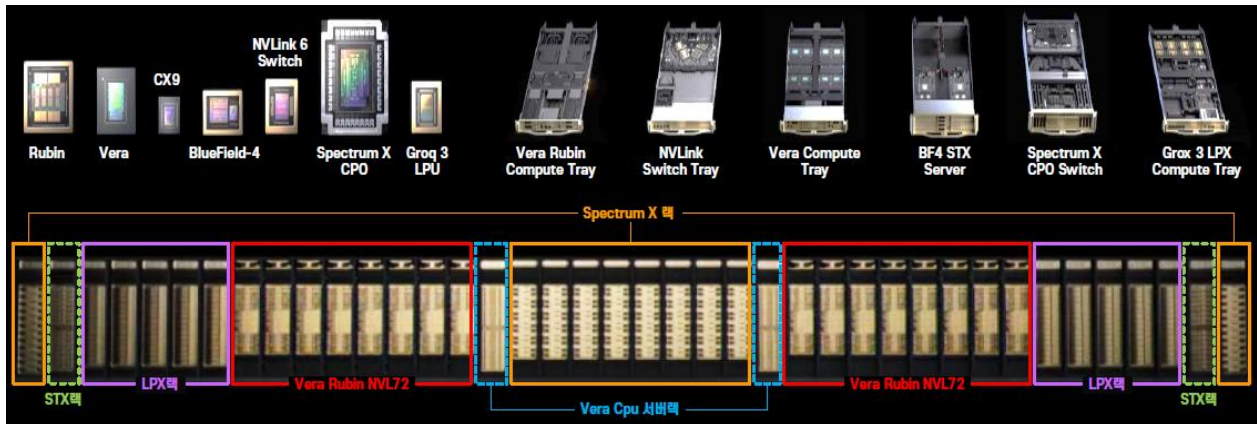 Rubin
Vera
CX9
BlueField-4
NVLink 6
Switch
Spectrum X
CPO
Groq 3
LPU
Vera Rubin
Compute Tray
NVLink
Switch Tray
Vera Compute
Tray
BF4 STX
Server
Spectrum X
CPO Switch
Grox 3 LPX
Compute Tray
Spectrum X 랙
STX랙
LPX랙
Vera Rubin NVL72
Vera Cpu 서버랙
Vera Rubin NVL72
LPX랙
STX랙